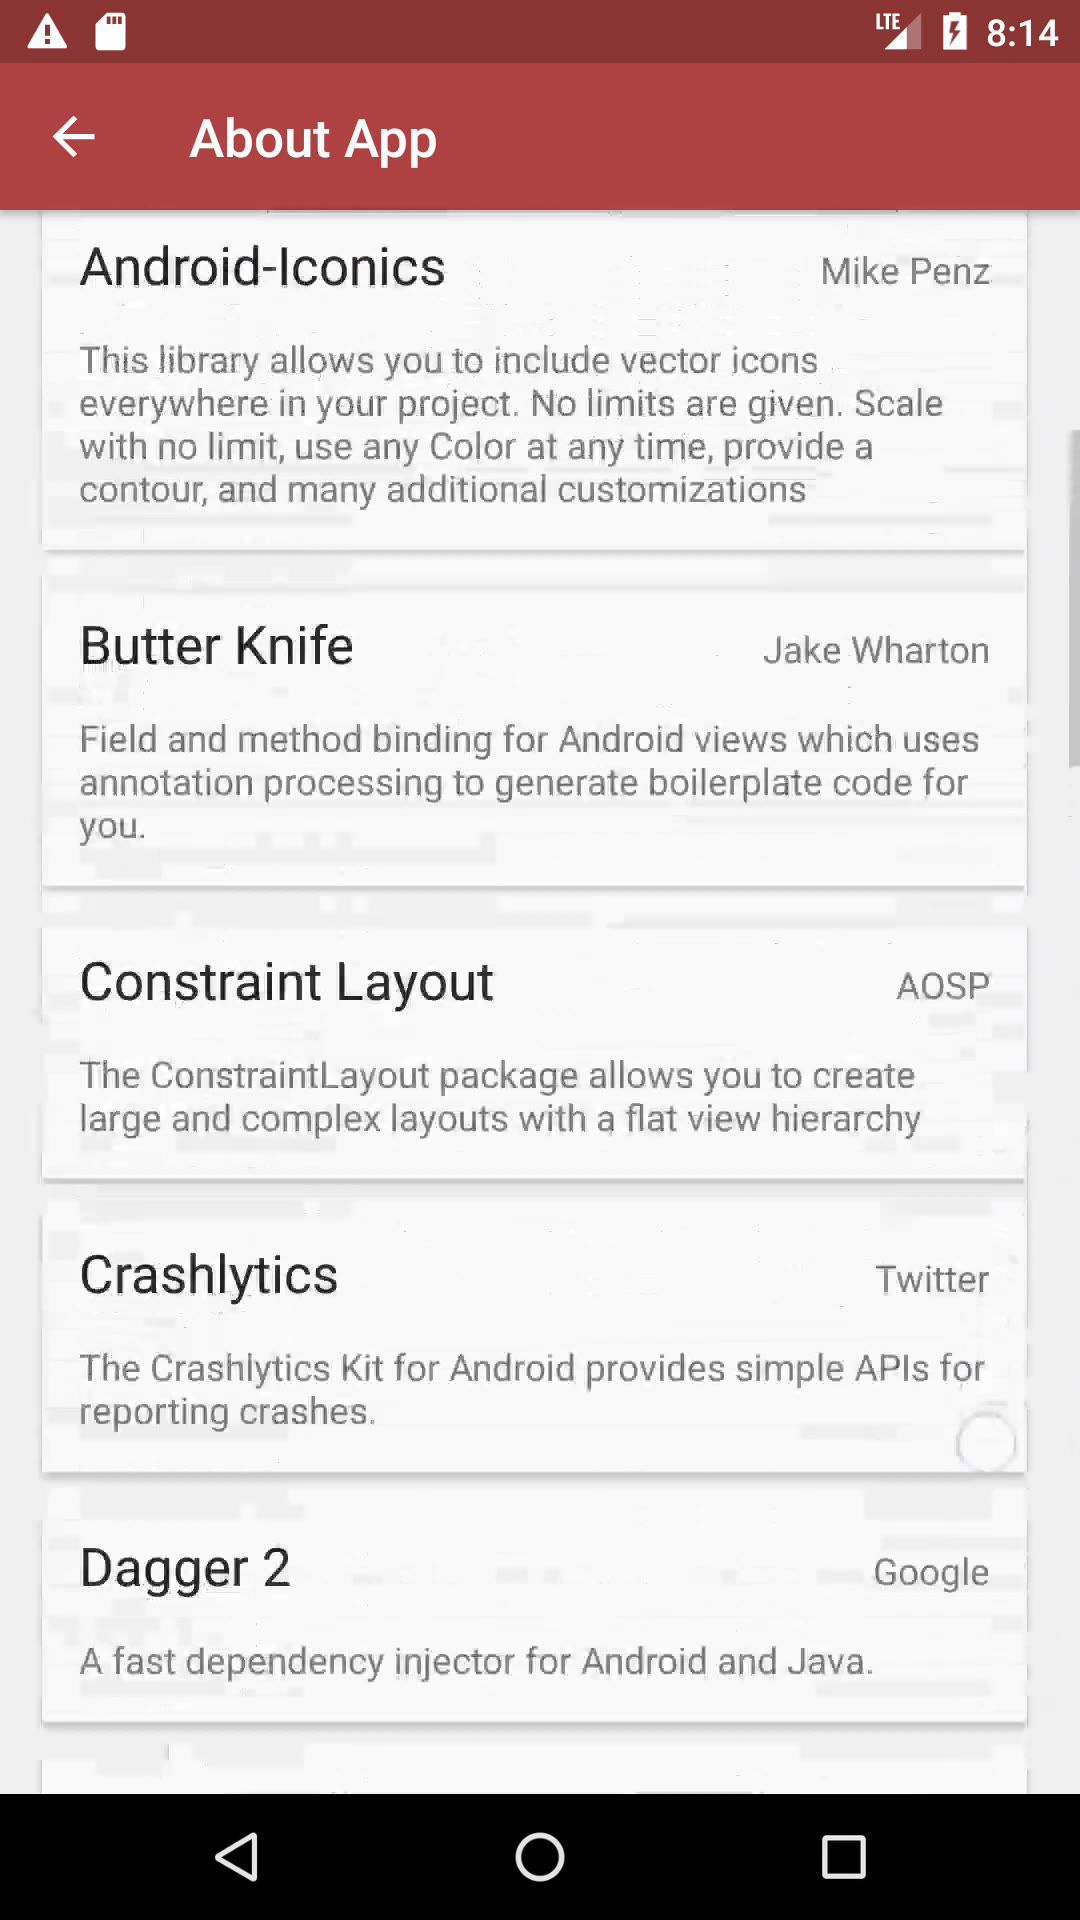 LTE 8:14
About App
Android-Iconics Mike Penz
This library allows you to include vector icons
everywhere in your project. No limits are given. Scale
with no limit, use any Color at any time, provide a
contour, and many additional customizations
Butter Knife Jake Wharton
Field and method binding for Android views which uses
annotation processing to generate boilerplate code for
you.
Constraint Layout AOSP
The ConstraintLayout package allows you to create
large and complex layouts with a flat view hierarchy
Crashlytics Twitter
The Crashlytics Kit for Android provides simple APIs for
reporting crashes.
Dagger 2 Google
A fast dependency injector for Android and Java.